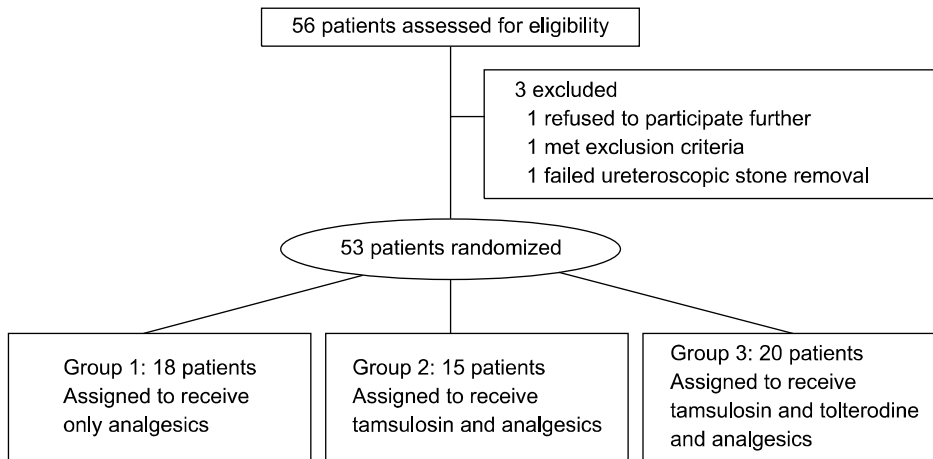 56 patients assessed for eligibility
3 excluded
1 refused to participate further
1 met exclusion criteria
1 failed ureteroscopic stone removal
53 patients randomized
Group 1: 18 patients
Assigned to receive
only analgesics
Group 2: 15 patients
Assigned to receive
tamsulosin and analgesics
Group 3: 20 patients
Assigned to receive
tamsulosin and tolterodine
and analgesics